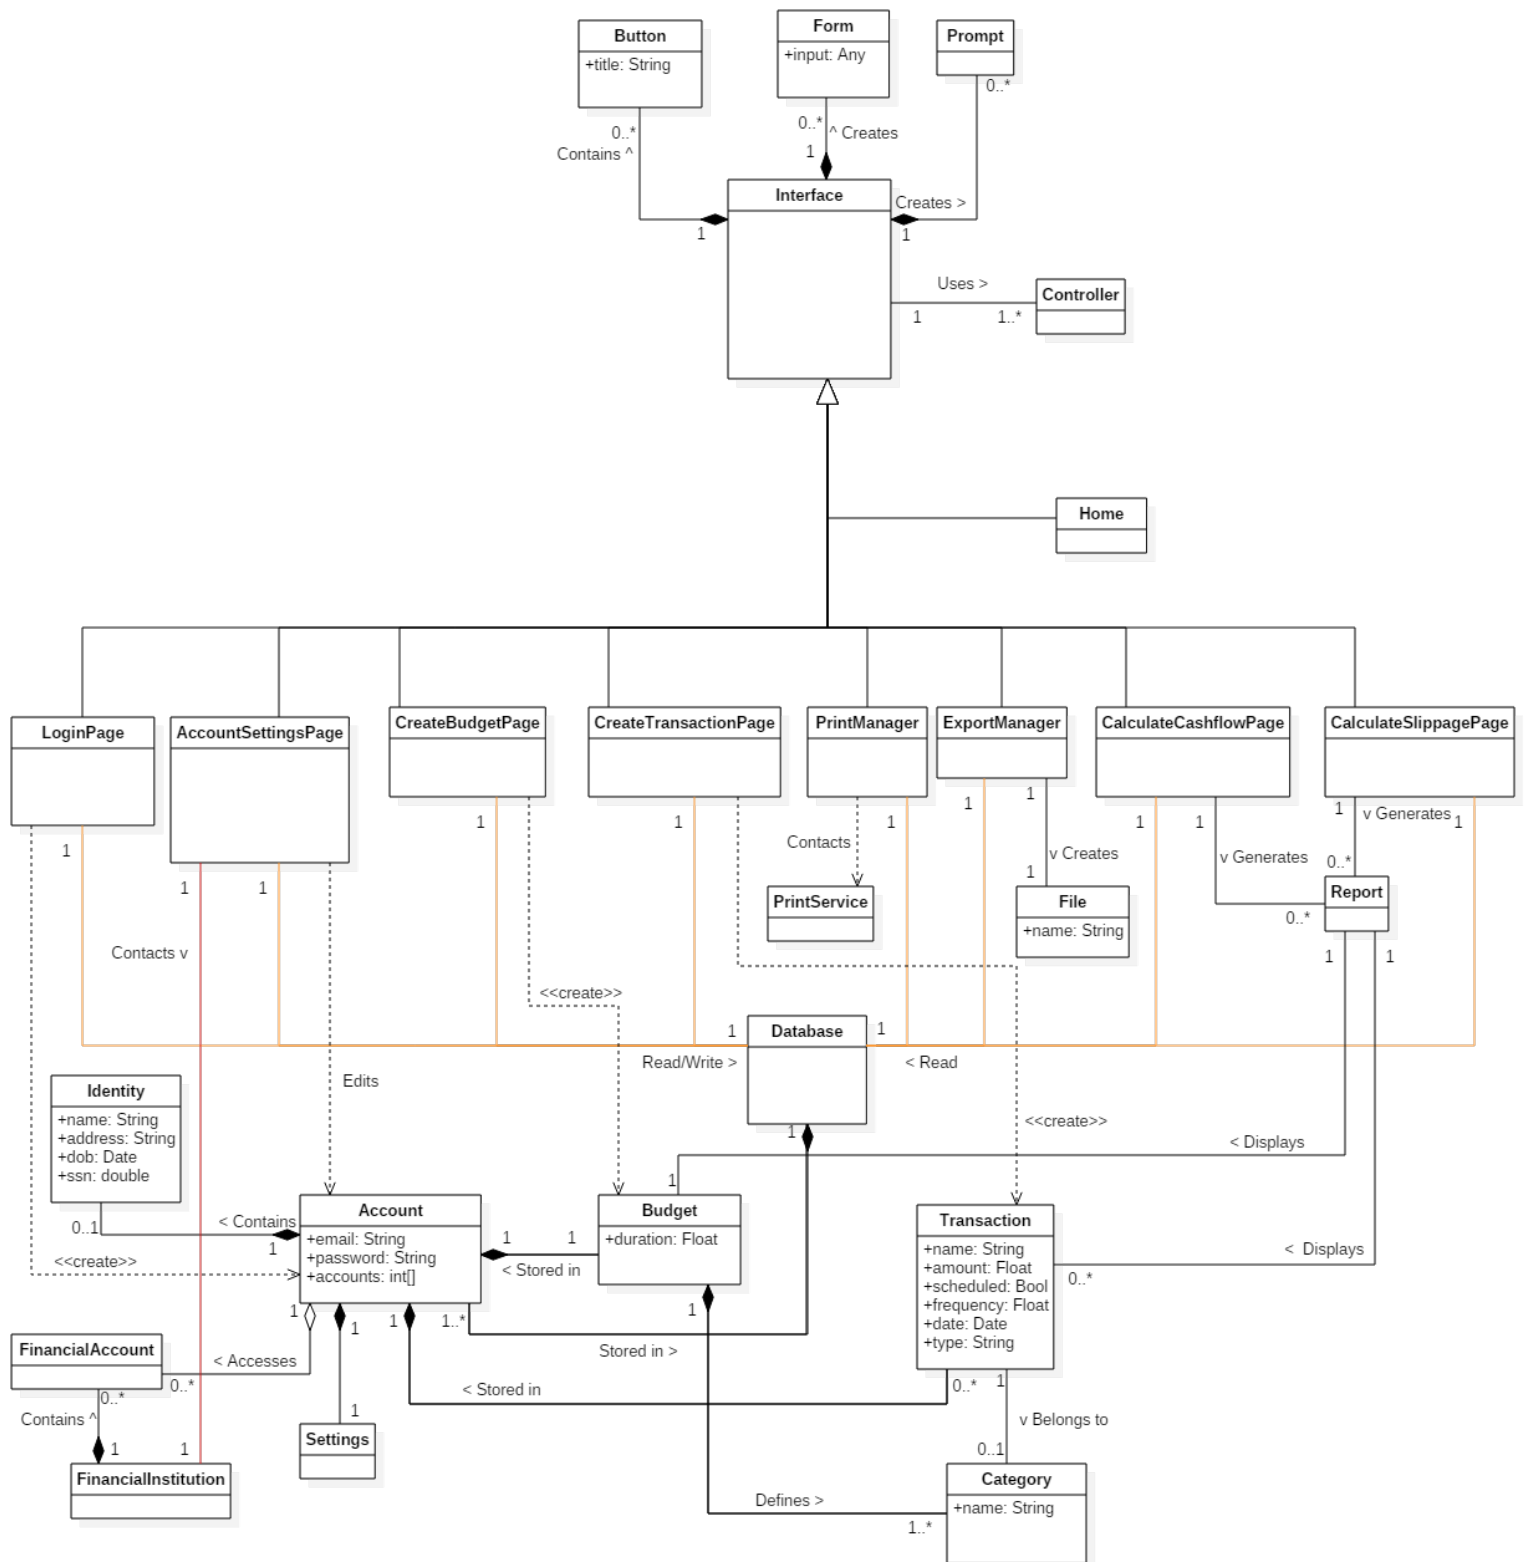 Button
+title: String
Form
+input: Any
Prompt
0..*
0..*
Contains ^
0..*
^ Creates
1
Interface
Creates >
1
1
Uses >
1
1..*
Controller
Home
LoginPage
AccountSettingsPage
CreateBudgetPage
CreateTransactionPage
PrintManager
ExportManager
CalculateCashflowPage
CalculateSlippagePage
1
1
1
1
1
1
1
1
1
1
1
1
Contacts
v Creates
1
v Generates
0..*
v Generates
0..*
PrintService
File
+name: String
Report
1
1
Contacts v
<<create>>
1
Database
1
Read/Write >
< Read
Edits
Identity
+name: String
+address: String
+dob: Date
+ssn: double
<<create>>
1
< Displays
1
0..1
< Contains
1
Account
+email: String
+password: String
+accounts: int[]
1
1
< Stored in
Budget
+duration: Float
Transaction
+name: String
+amount: Float
+scheduled: Bool
+frequency: Float
+date: Date
+type: String
< Displays
0..*
<<create>>
1
1
1
1..*
1
Stored in >
FinancialAccount
< Accesses
0..*
0..*
< Stored in
0..*
1
Contains ^
1
1
1
Settings
v Belongs to
0..1
FinancialInstitution
Defines >
1..*
Category
+name: String